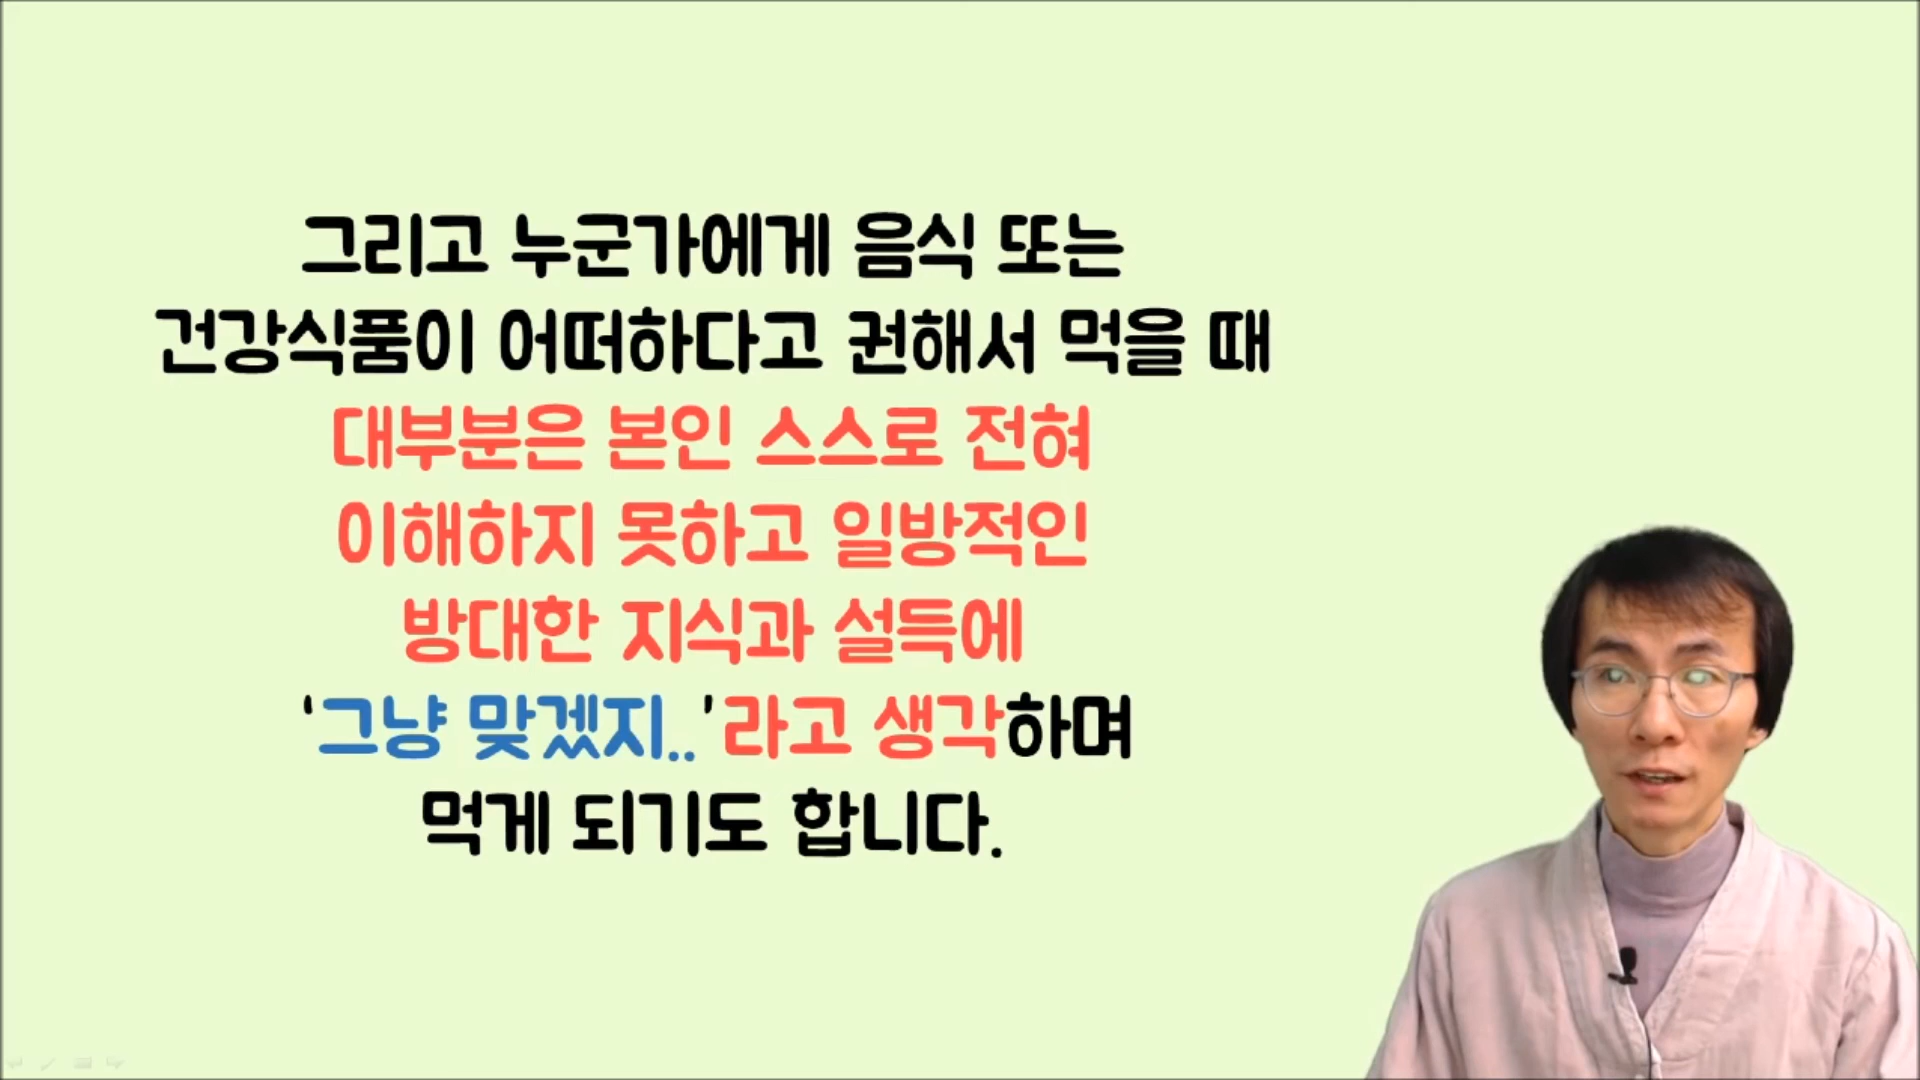 그리고 누군가에게 음식 또는
건강식품이 어떠하다고 권해서 먹을 때
대부분은 본인 스스로 전혀
이해하지 못하고 일방적인
방대한 지식과 설득에
‘그냥 맞겠지..’라고 생각하며
먹게 되기도 합니다.